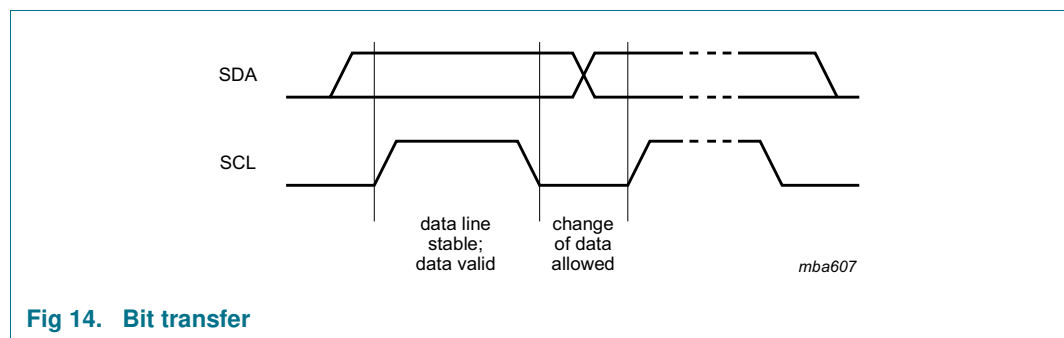 SDA
SCL
data line
stable;
data valid
change
of data
allowed
mba607
Fig 14. Bit transfer